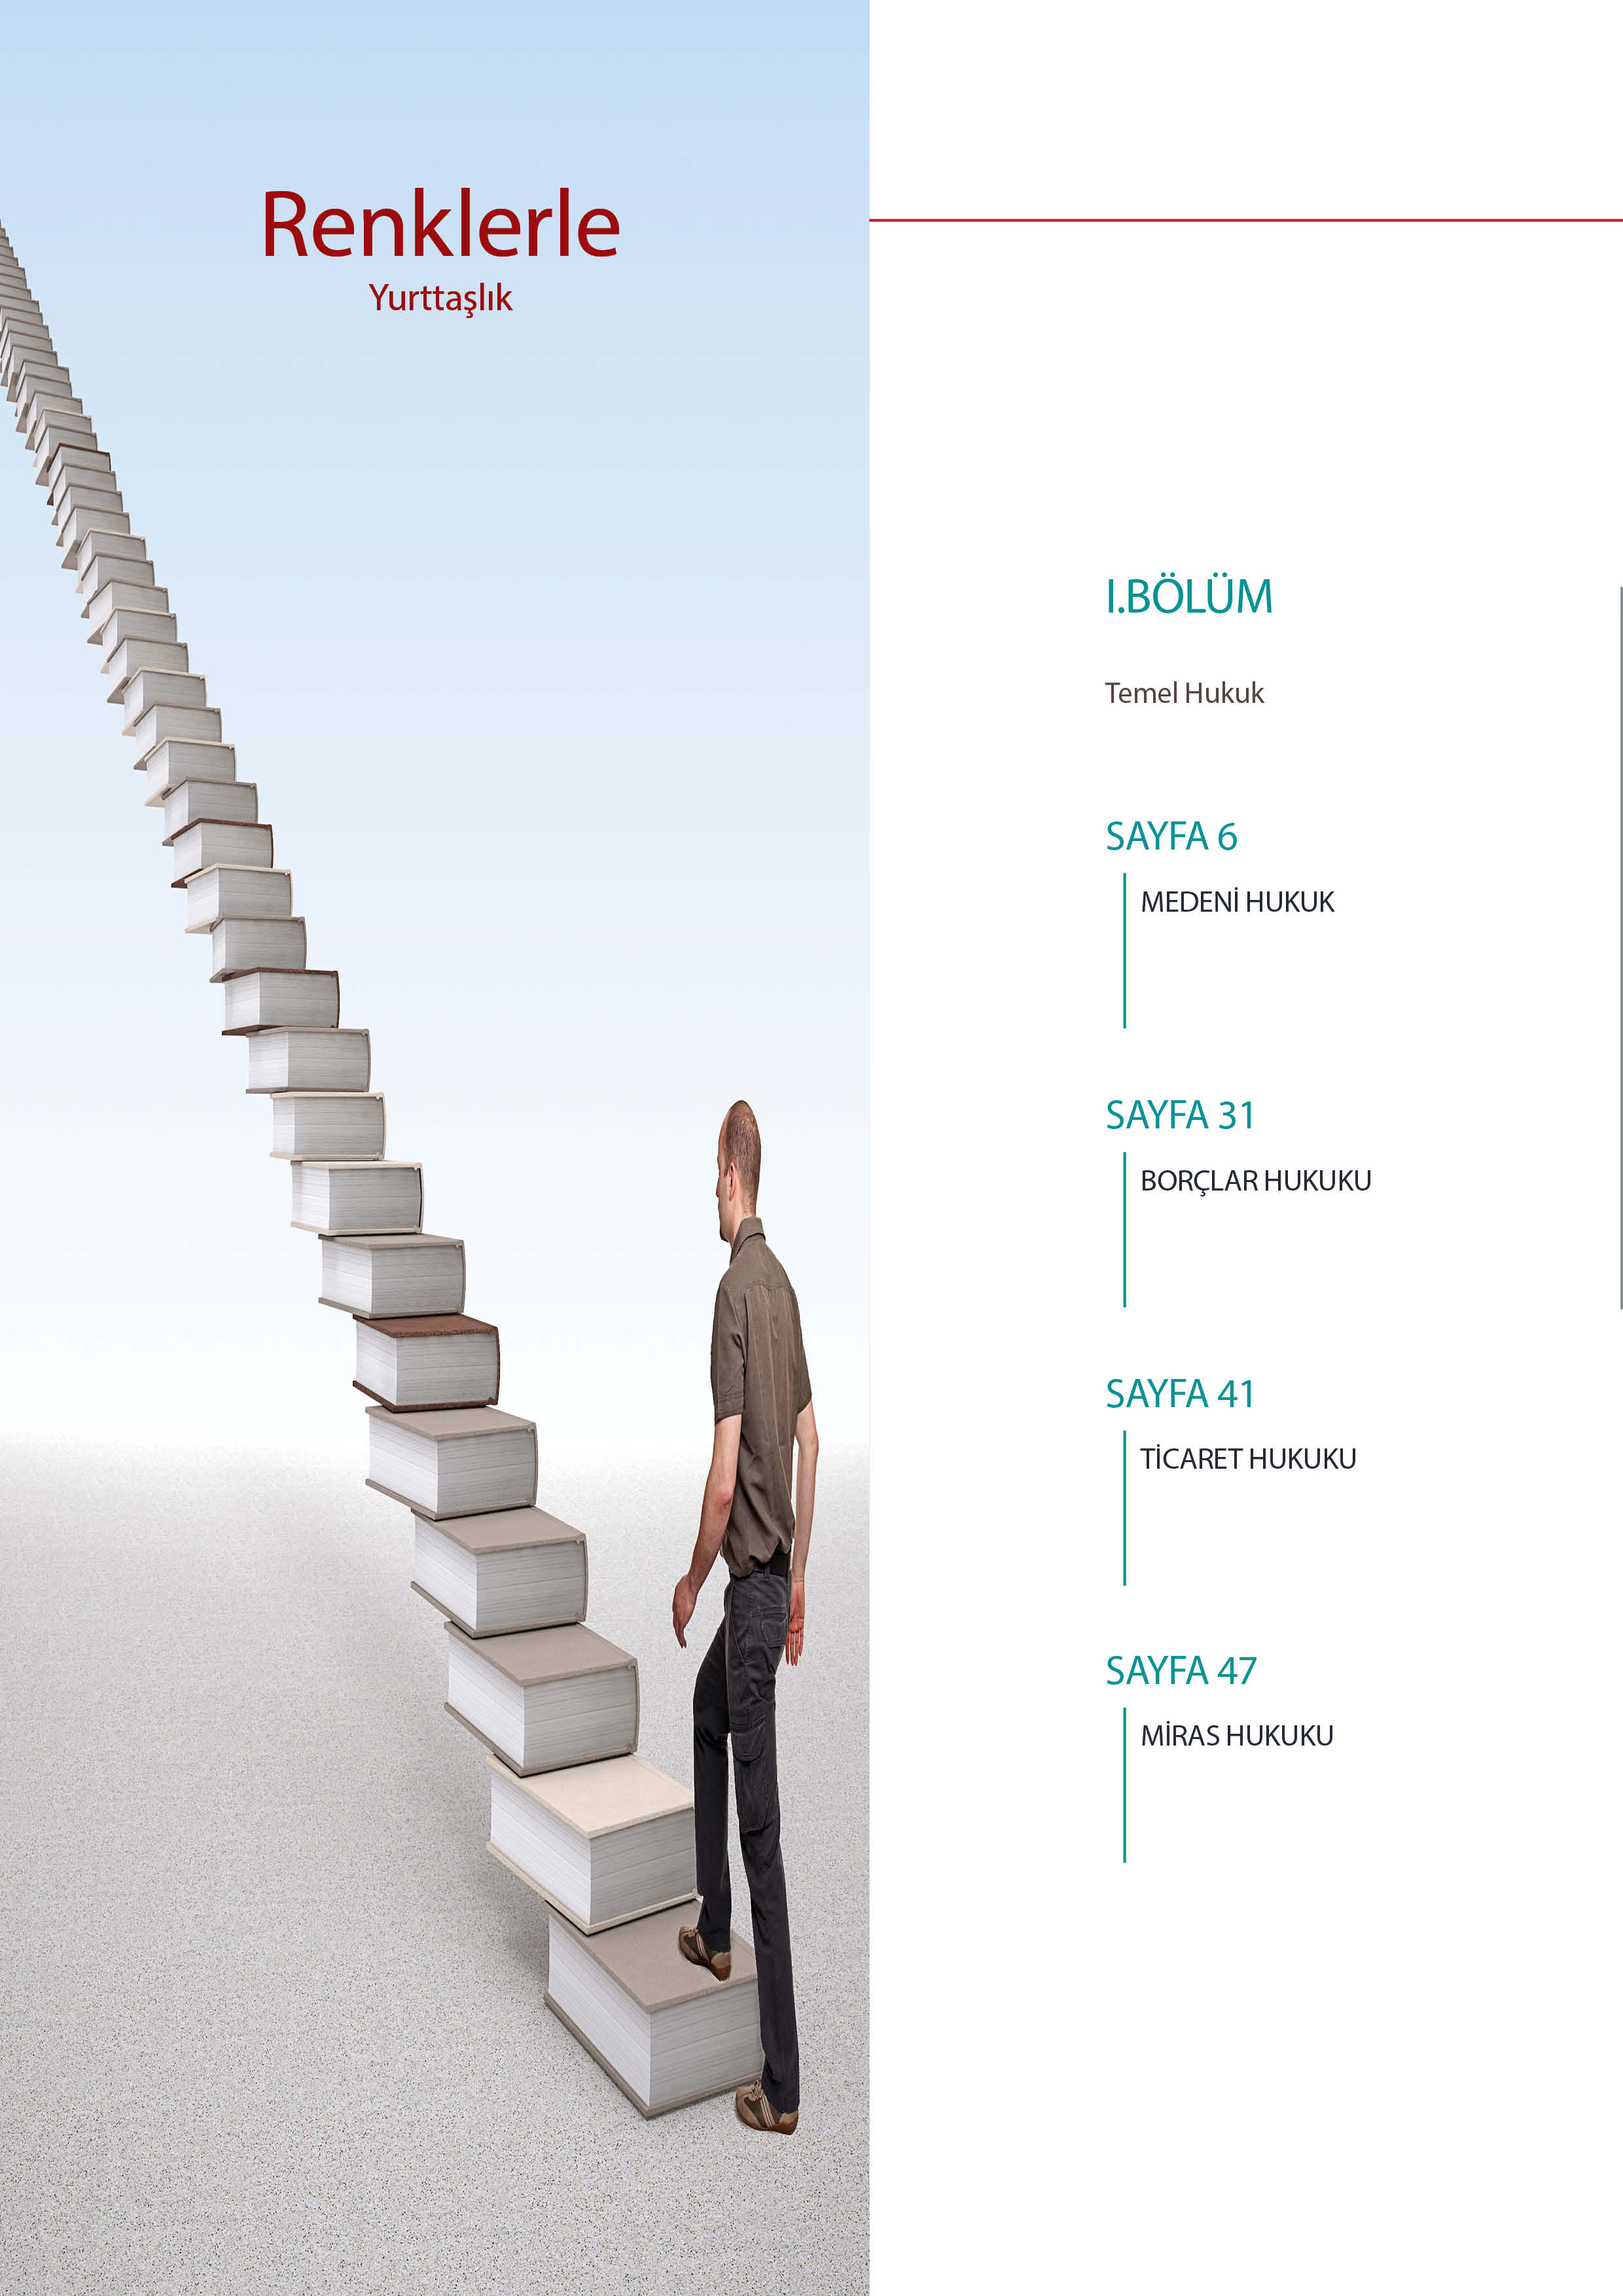 Renklerle
Yurttaşlık
I.BÖLÜM
Temel Hukuk
SAYFA 6
MEDENİ HUKUK
SAYFA 31
BORÇLAR HUKUKU
SAYFA 41
TİCARET HUKUKU
SAYFA 47
MİRAS HUKUKU